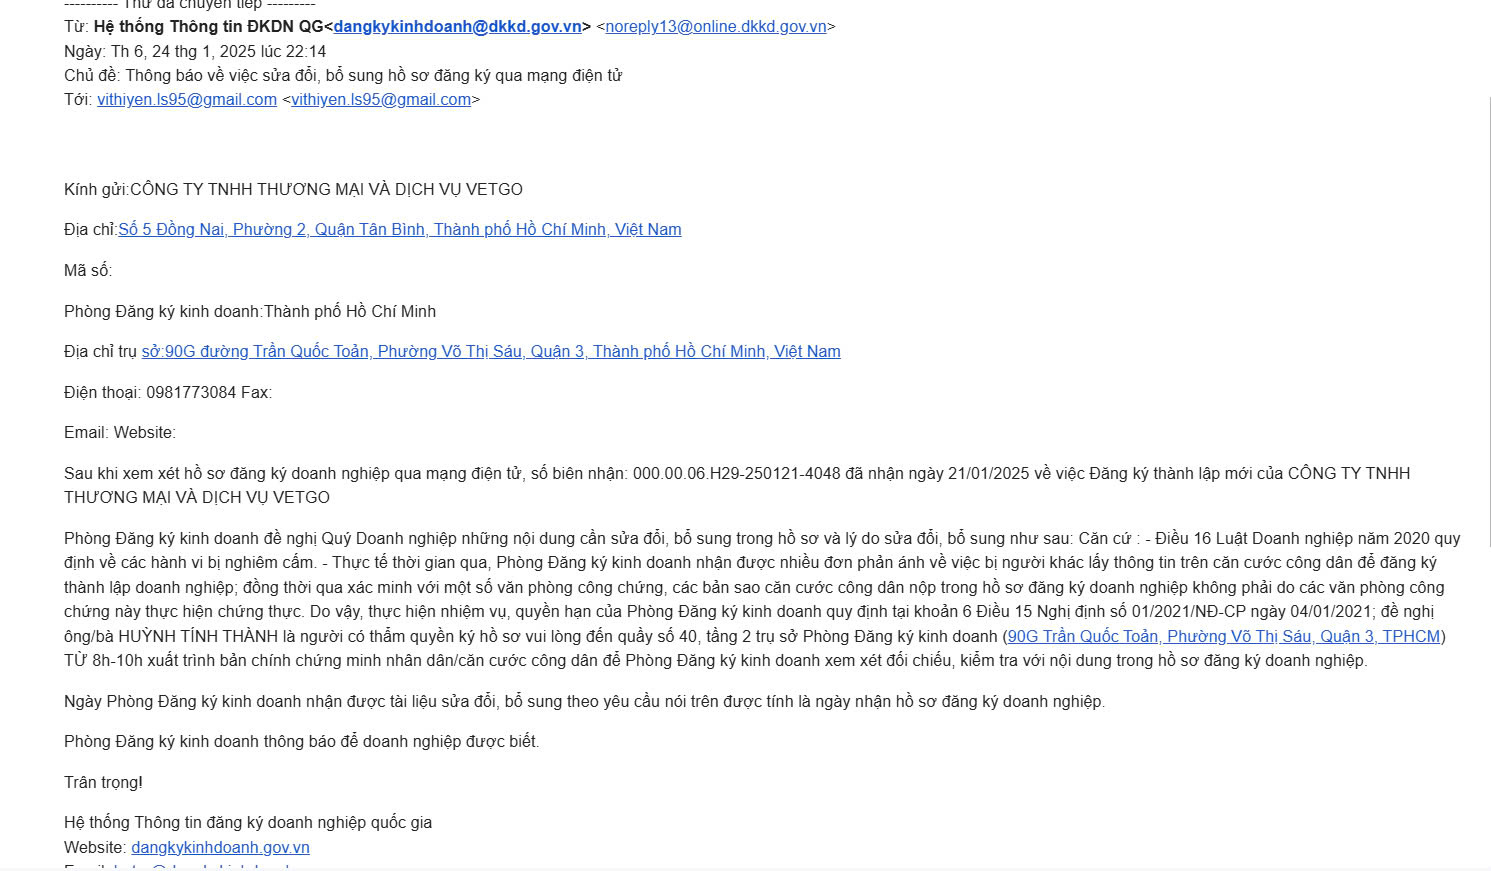 ---------- Thư đã chuyển tiếp ---------
Từ: Hệ thống Thông tin ĐKDN QG<dangkykinhdoanh@dkkd.gov.vn> <noreply13@online.dkkd.gov.vn>
Ngày: Th 6, 24 thg 1, 2025 lúc 22:14
Chủ đề: Thông báo về việc sửa đổi, bổ sung hồ sơ đăng ký qua mạng điện tử
Tới: vithiyen.ls95@gmail.com <vithiyen.ls95@gmail.com>
Kính gửi:CÔNG TY TNHH THƯƠNG MẠI VÀ DỊCH VỤ VETGO
Địa chỉ:Số 5 Đồng Nai, Phường 2, Quận Tân Bình, Thành phố Hồ Chí Minh, Việt Nam
Mã số:
Phòng Đăng ký kinh doanh:Thành phố Hồ Chí Minh
Địa chỉ trụ sở:90G đường Trần Quốc Toản, Phường Võ Thị Sáu, Quận 3, Thành phố Hồ Chí Minh, Việt Nam
Điện thoại: 0981773084 Fax:
Email: Website:
Sau khi xem xét hồ sơ đăng ký doanh nghiệp qua mạng điện tử, số biên nhận: 000.00.06.H29-250121-4048 đã nhận ngày 21/01/2025 về việc Đăng ký thành lập mới của CÔNG TY TNHH
THƯƠNG MẠI VÀ DỊCH VỤ VETGO
Phòng Đăng ký kinh doanh đề nghị Quý Doanh nghiệp những nội dung cần sửa đổi, bổ sung trong hồ sơ và lý do sửa đổi, bổ sung như sau: Căn cứ : - Điều 16 Luật Doanh nghiệp năm 2020 quy
định về các hành vi bị nghiêm cấm. - Thực tế thời gian qua, Phòng Đăng ký kinh doanh nhận được nhiều đơn phản ánh về việc bị người khác lấy thông tin trên căn cước công dân để đăng ký
thành lập doanh nghiệp; đồng thời qua xác minh với một số văn phòng công chứng, các bản sao căn cước công dân nộp trong hồ sơ đăng ký doanh nghiệp không phải do các văn phòng công
chứng này thực hiện chứng thực. Do vậy, thực hiện nhiệm vụ, quyền hạn của Phòng Đăng ký kinh doanh quy định tại khoản 6 Điều 15 Nghị định số 01/2021/NĐ-CP ngày 04/01/2021; đề nghị
ông/bà HUỲNH TÍNH THÀNH là người có thẩm quyền ký hồ sơ vui lòng đến quầy số 40, tầng 2 trụ sở Phòng Đăng ký kinh doanh (90G Trần Quốc Toản, Phường Võ Thị Sáu, Quận 3, TPHCM)
TỪ 8h-10h xuất trình bản chính chứng minh nhân dân/căn cước công dân để Phòng Đăng ký kinh doanh xem xét đối chiếu, kiểm tra với nội dung trong hồ sơ đăng ký doanh nghiệp.
Ngày Phòng Đăng ký kinh doanh nhận được tài liệu sửa đổi, bổ sung theo yêu cầu nói trên được tính là ngày nhận hồ sơ đăng ký doanh nghiệp.
Phòng Đăng ký kinh doanh thông báo để doanh nghiệp được biết.
Trân trọng!
Hệ thống Thông tin đăng ký doanh nghiệp quốc gia
Website: dangkykinhdoanh.gov.vn